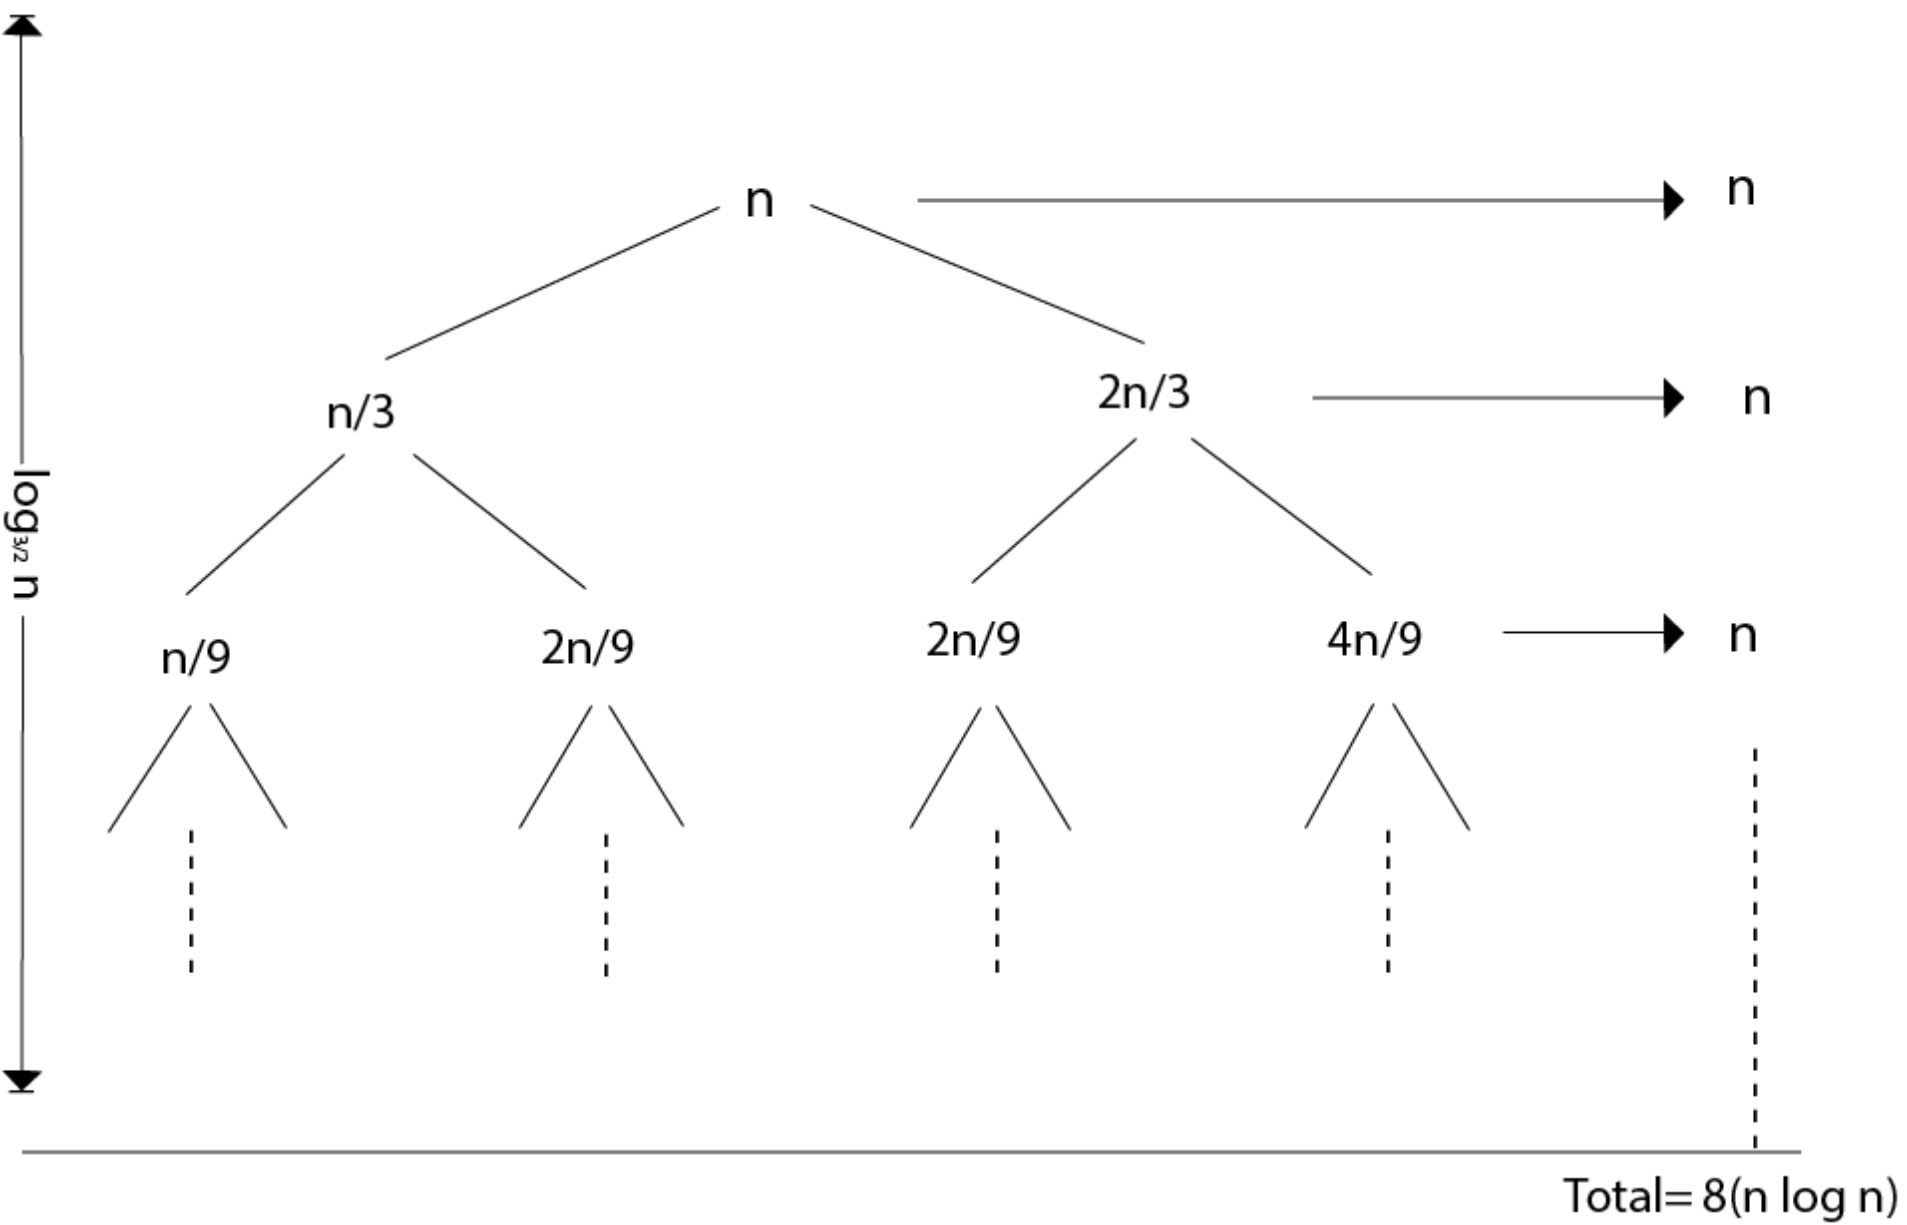 n
n
n/3
2n/3
n
log3/2 n
n/9
2n/9
2n/9
4n/9
n
Total= 8(n log n)